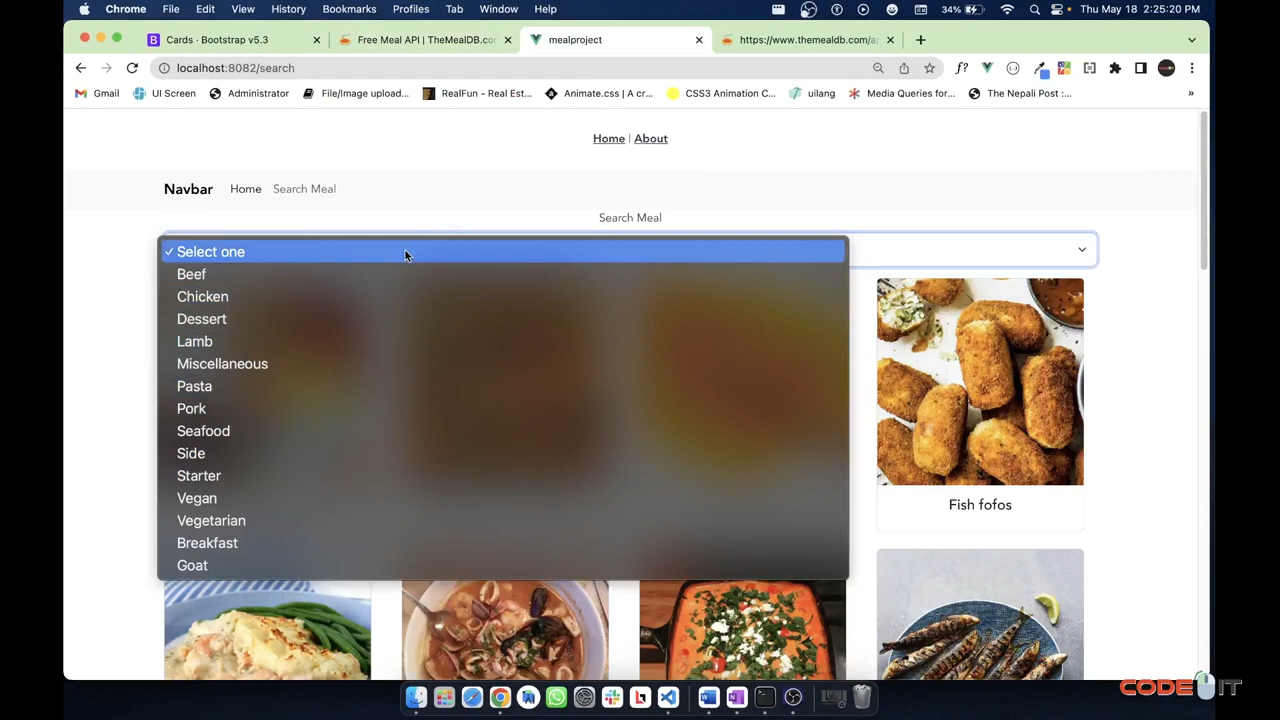 Chrome File Edit View History Bookmarks Profiles Tab Window Help 34% Thu May 18 2:25:20 PM
Cards · Bootstrap v5.3 Free Meal API | TheMealDB.co mealproject https://www.themealdb.com/a
localhost:8082/search
Gmail UI Screen Administrator File/Image upload... RealFun - Real Est... Animate.css | A cr... CSS3 Animation C... uilang Media Queries for... The Nepali Post :... »
Home | About
Navbar Home Search Meal
Search Meal
✓ Select one
Beef
Chicken
Dessert
Lamb
Miscellaneous
Pasta
Pork
Seafood
Side
Starter
Vegan
Vegetarian
Breakfast
Goat
Fish fofos
CODE IT